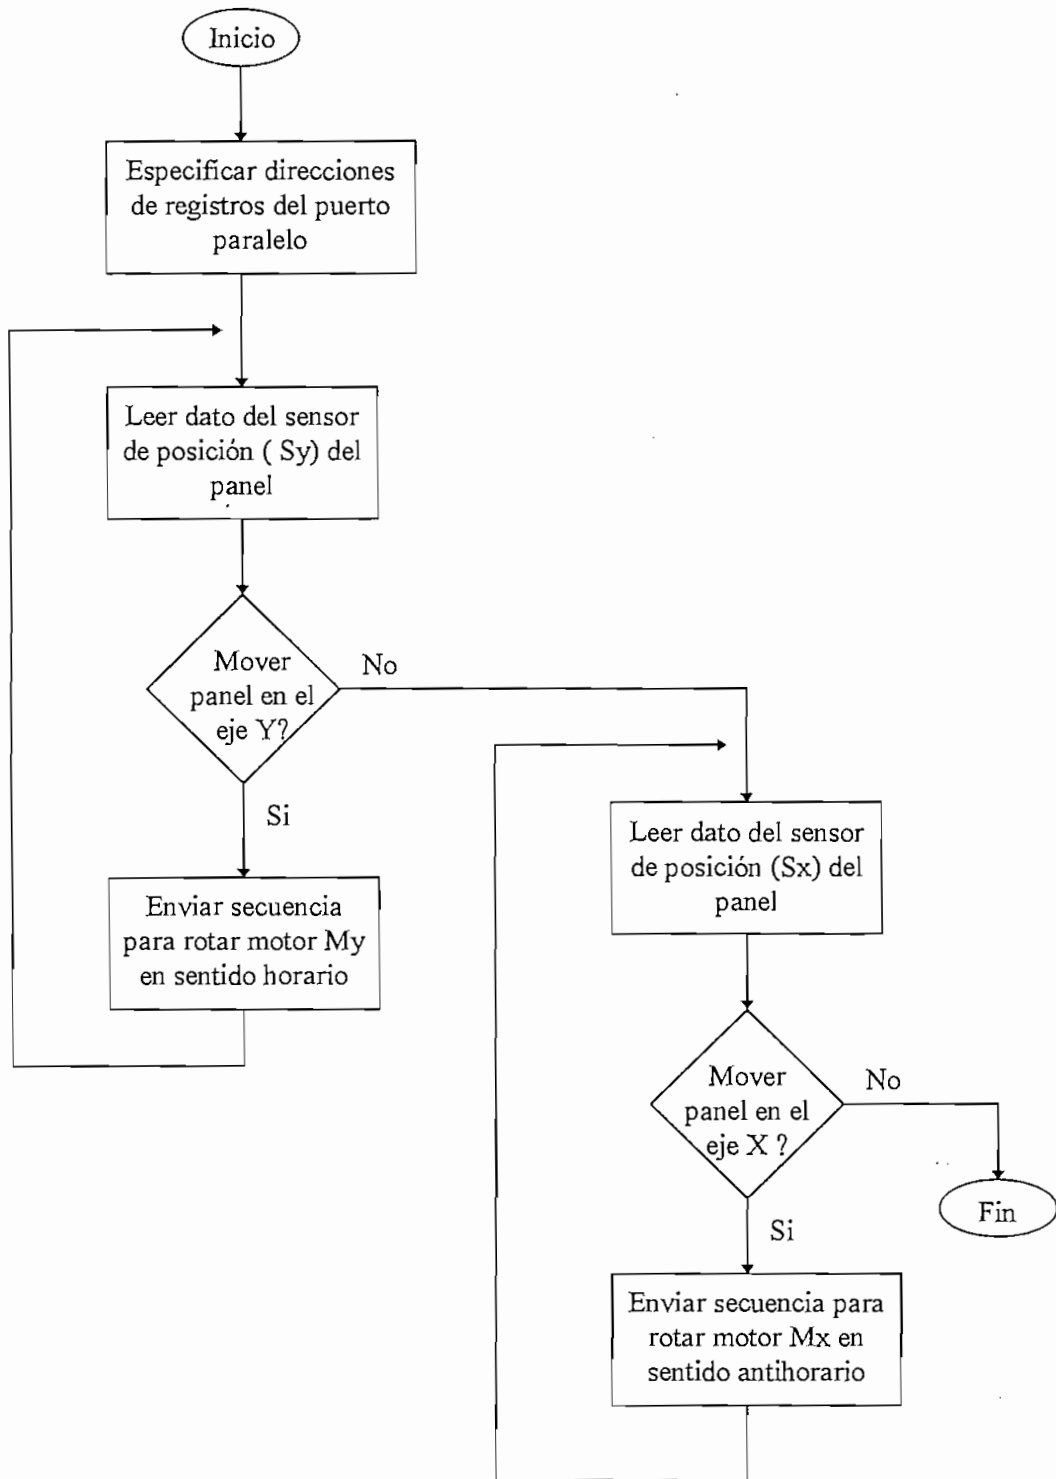 Inicio
Especificar direcciones
de registros del puerto
paralelo
Leer dato del sensor
de posición ( Sy) del
panel
Mover
panel en el
eje Y?
No
Si
Enviar secuencia
para rotar motor My
en sentido horario
Leer dato del sensor
de posición (Sx) del
panel
Mover
panel en el
eje X ?
No
Fin
Si
Enviar secuencia para
rotar motor Mx en
sentido antihorario